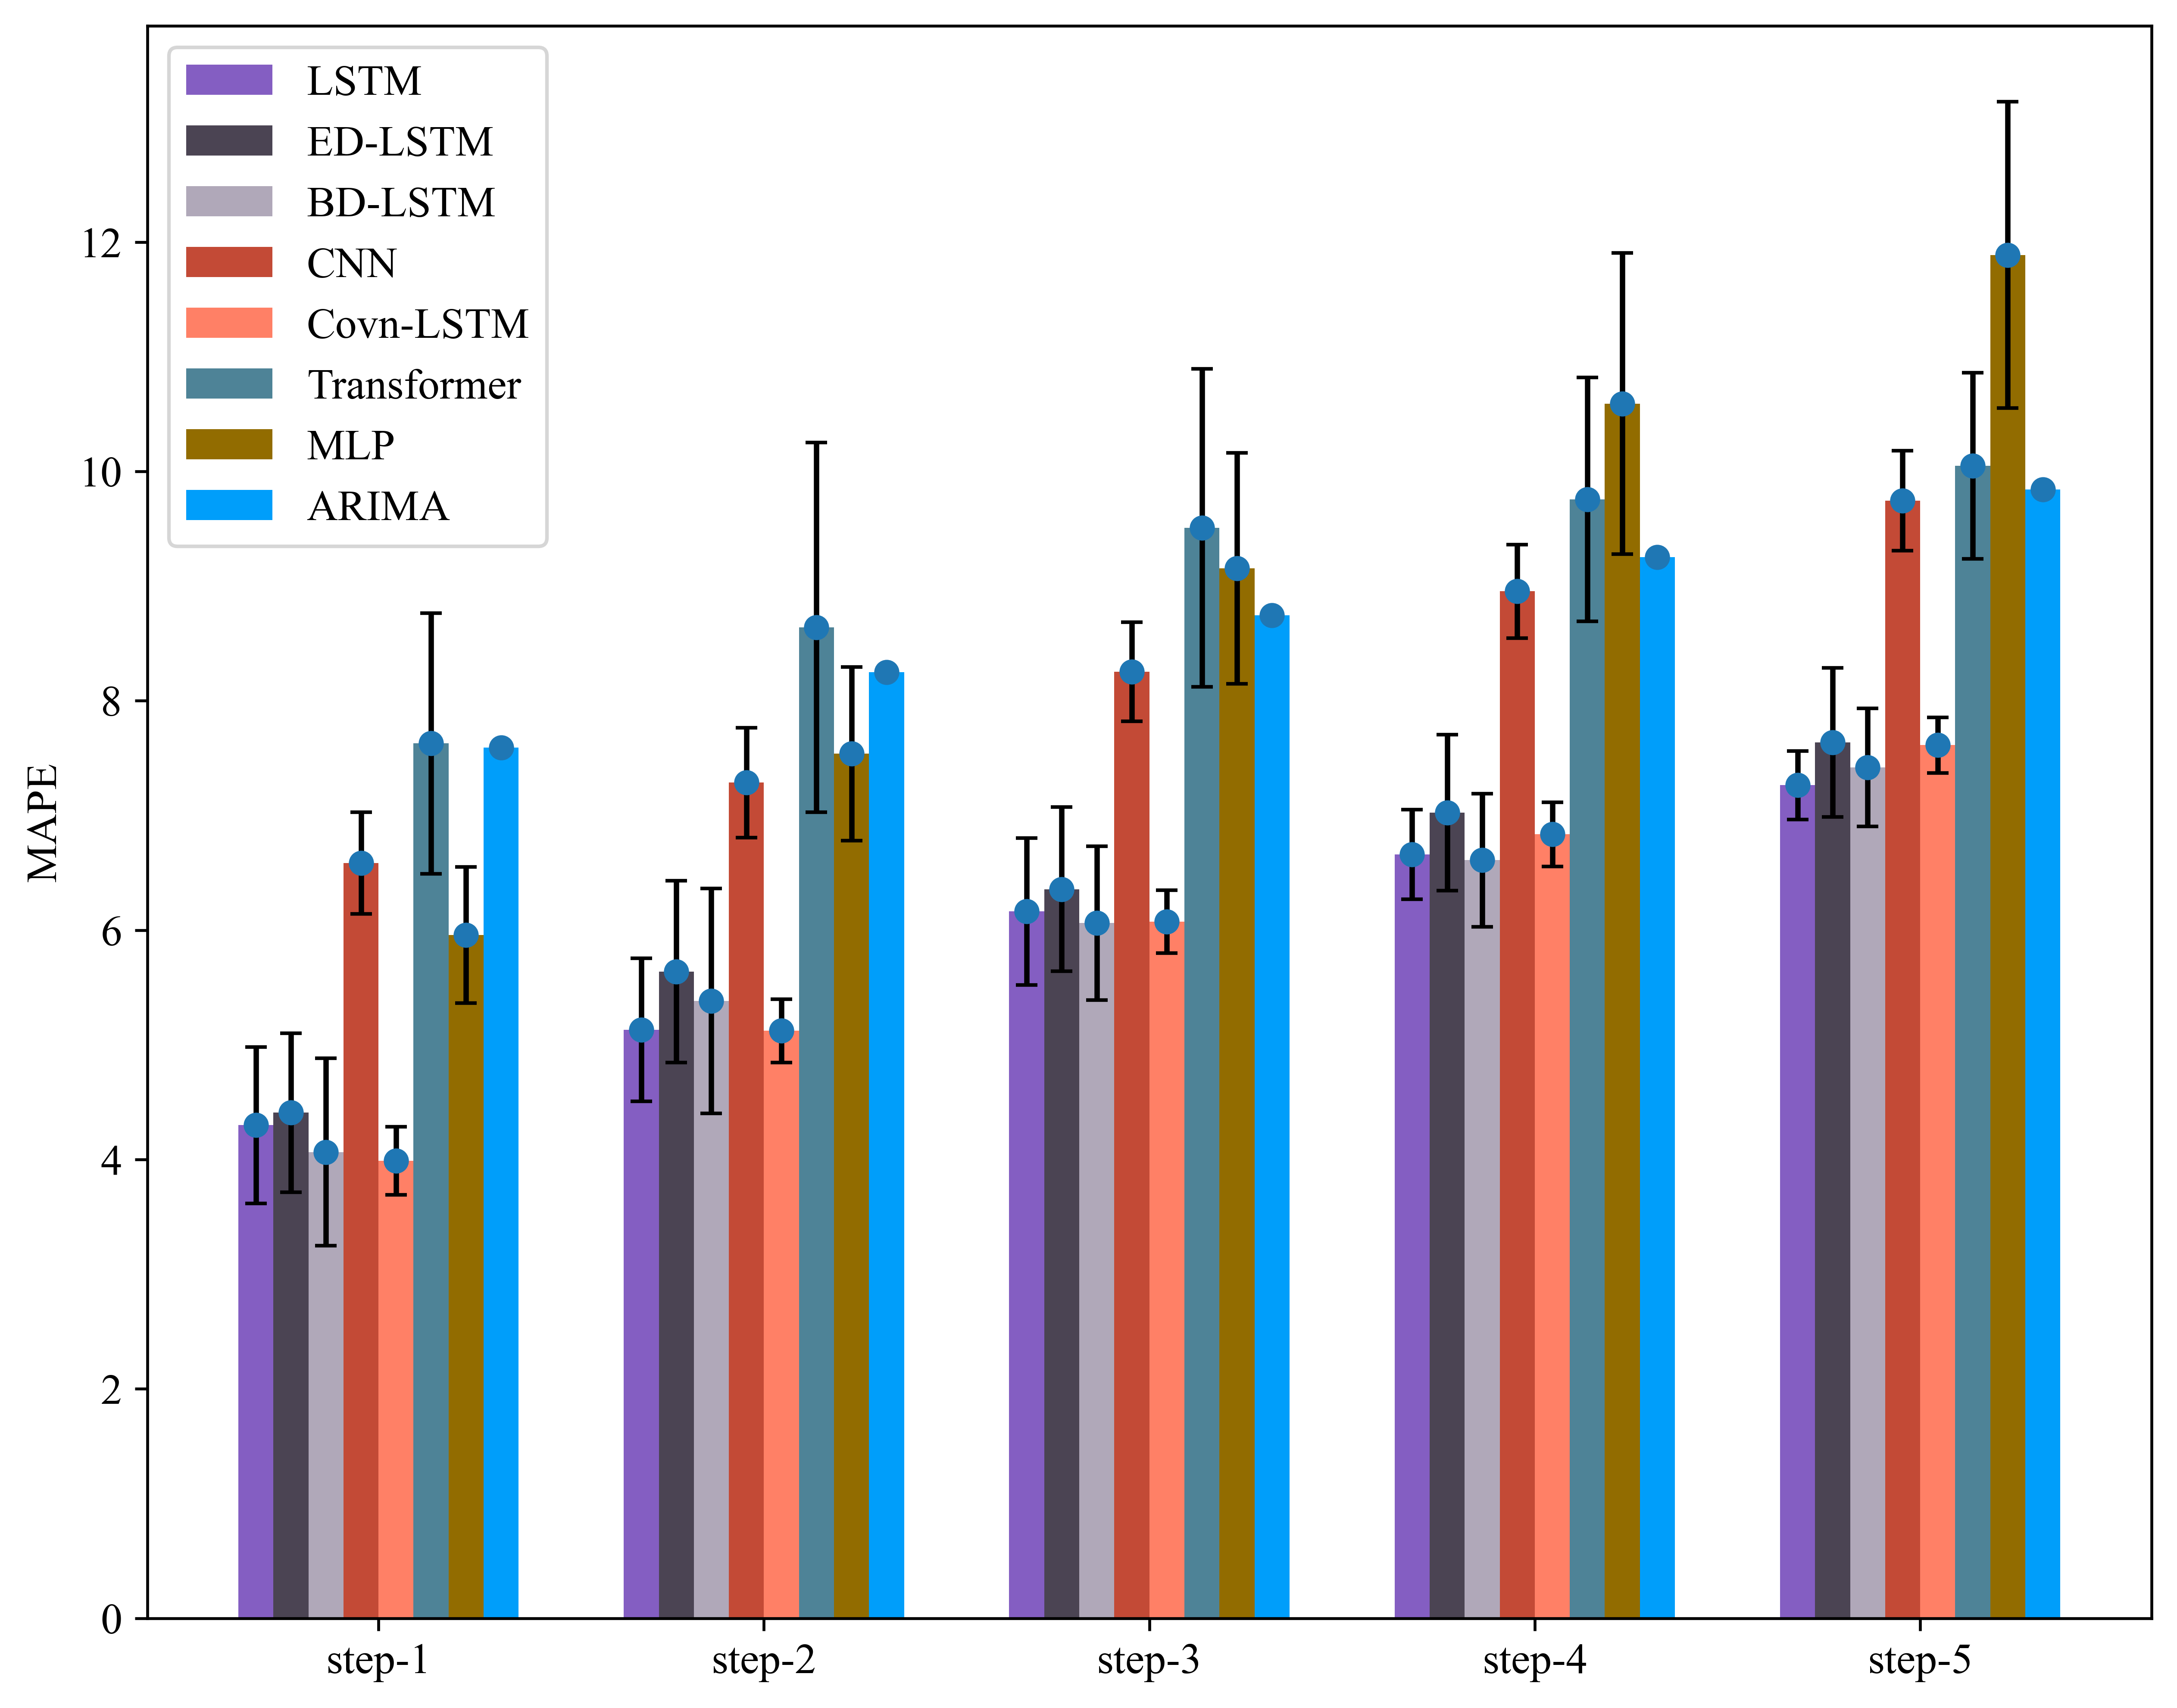 LSTM
ED-LSTM
BD-LSTM
CNN
Covn-LSTM
Transformer
MLP
ARIMA
MAPE
12
10
8
6
4
2
0
step-1 step-2 step-3 step-4 step-5